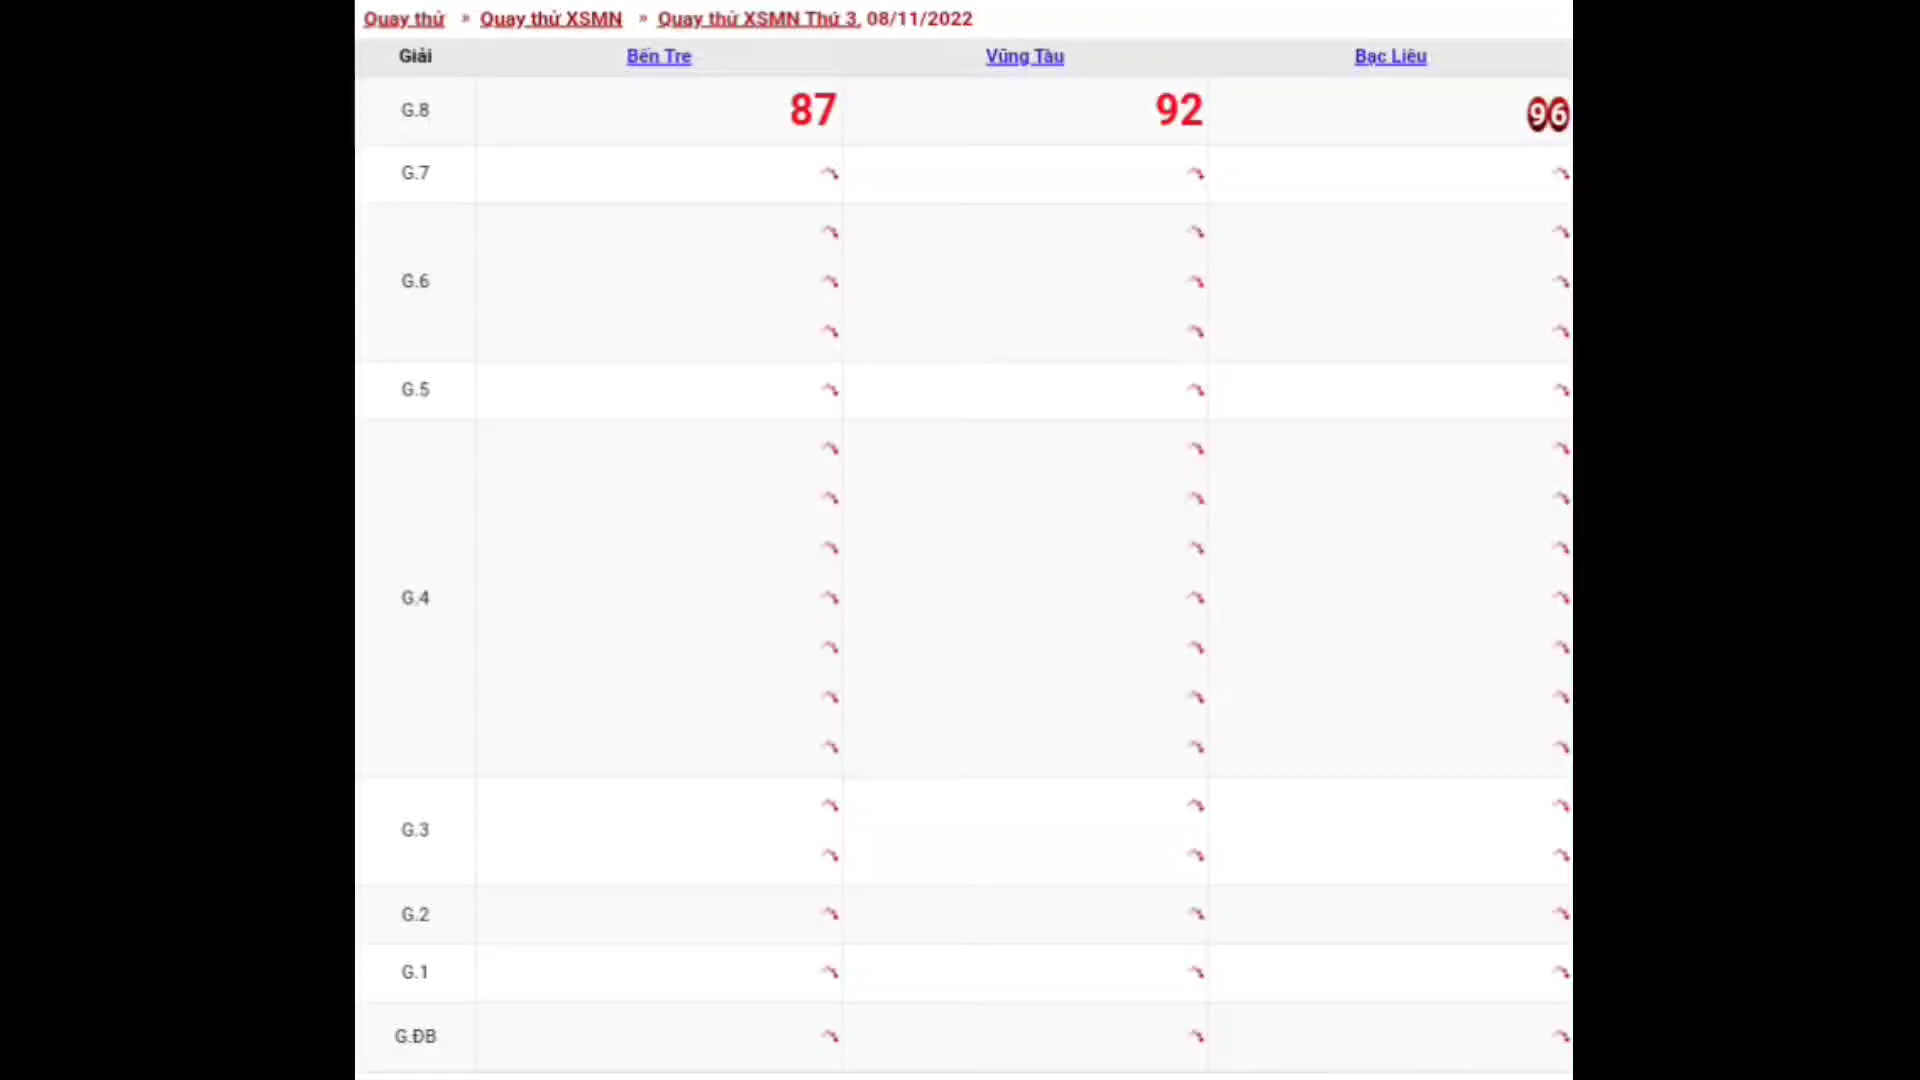 Quay thử » Quay thử XSMN » Quay thử XSMN Thứ 3, 08/11/2022
Giải Bến Tre Vũng Tàu Bạc Liêu
G.8 87 92 96
G.7
G.6
G.5
G.4
G.3
G.2
G.1
G.ĐB